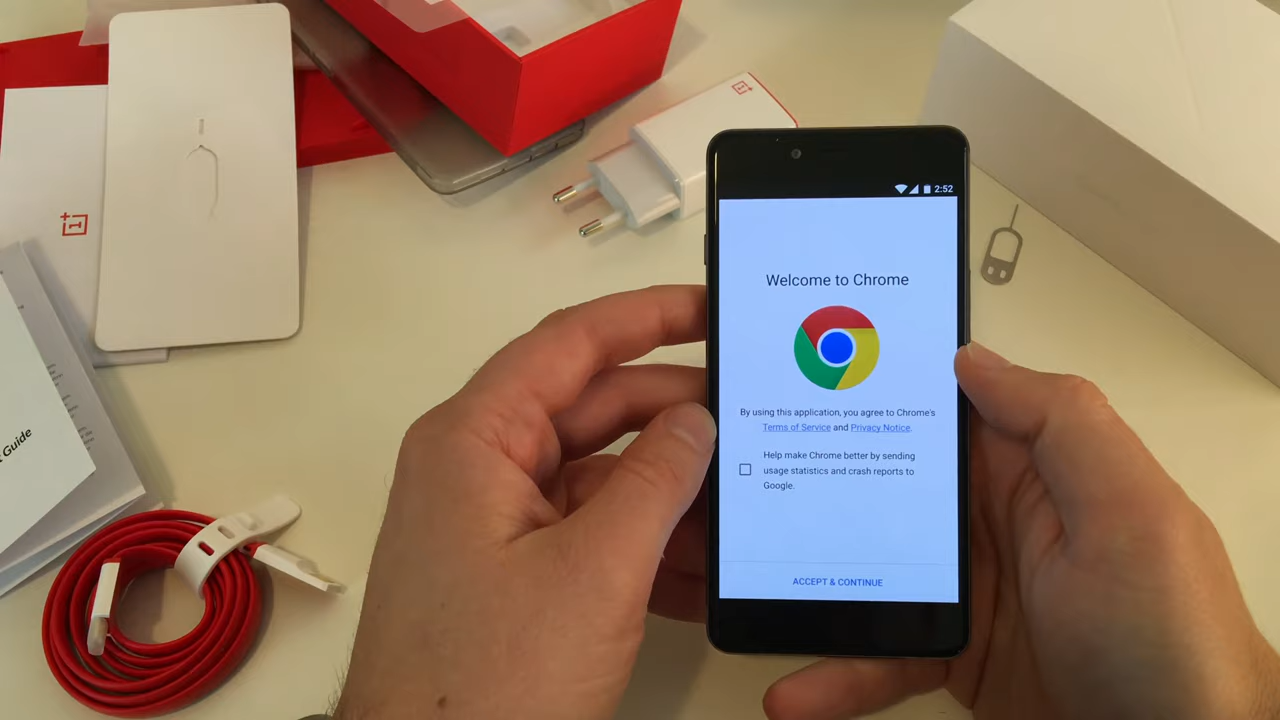 2:52
Welcome to Chrome
By using this application, you agree to Chrome's
Terms of Service and Privacy Notice.
Help make Chrome better by sending
usage statistics and crash reports to
Google.
ACCEPT & CONTINUE
Guide